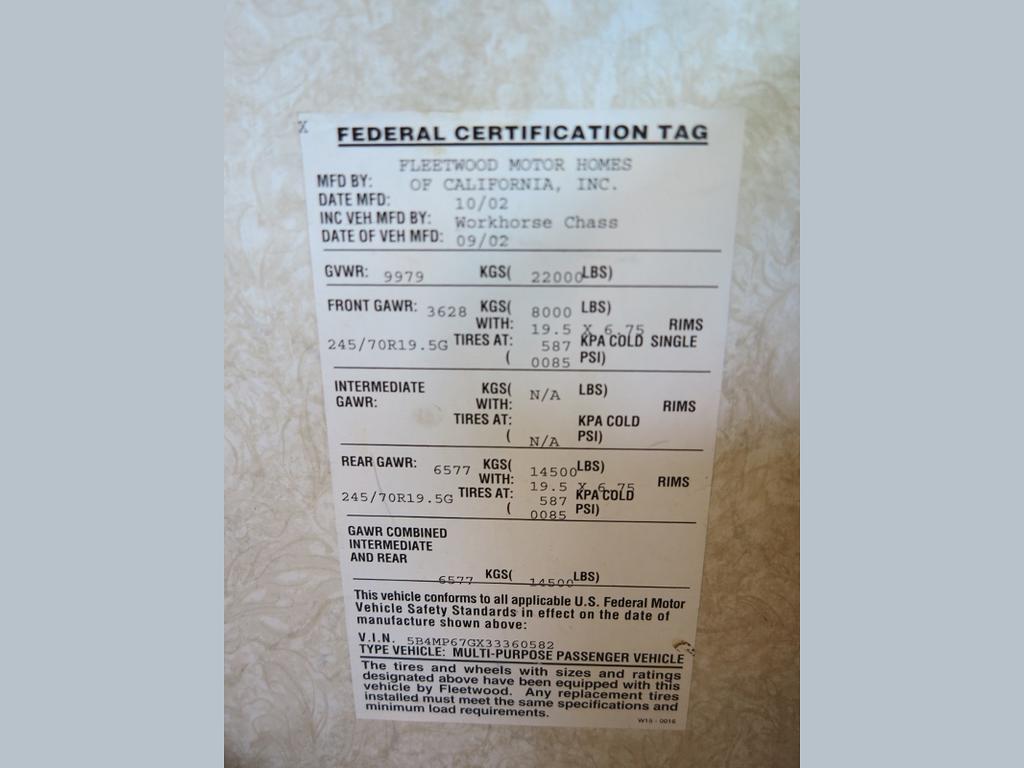 X
FEDERAL CERTIFICATION TAG
FLEETWOOD MOTOR HOMES
MFD BY: OF CALIFORNIA, INC.
DATE MFD: 10/02
INC VEH MFD BY: Workhorse Chass
DATE OF VEH MFD: 09/02
GVWR: 9979 KGS( 22000 LBS)
FRONT GAWR: 3628 KGS( 8000 LBS)
WITH: 19.5 X 6.75 RIMS
245/70R19.5G TIRES AT: 587 KPA COLD SINGLE
( 0085 PSI)
INTERMEDIATE KGS( N/A LBS)
GAWR: WITH: RIMS
TIRES AT: KPA COLD
( N/A PSI)
REAR GAWR: 6577 KGS( 14500 LBS)
WITH: 19.5 X 6.75 RIMS
245/70R19.5G TIRES AT: 587 KPA COLD
( 0085 PSI)
GAWR COMBINED
INTERMEDIATE
AND REAR
6577 KGS( 14500 LBS)
This vehicle conforms to all applicable U.S. Federal Motor
Vehicle Safety Standards in effect on the date of
manufacture shown above:
V.I.N. 5B4MP67GX33360582
TYPE VEHICLE: MULTI-PURPOSE PASSENGER VEHICLE
The tires and wheels with sizes and ratings
designated above have been equipped with this
vehicle by Fleetwood. Any replacement tires
installed must meet the same specifications and
minimum load requirements.
W15 - 0016